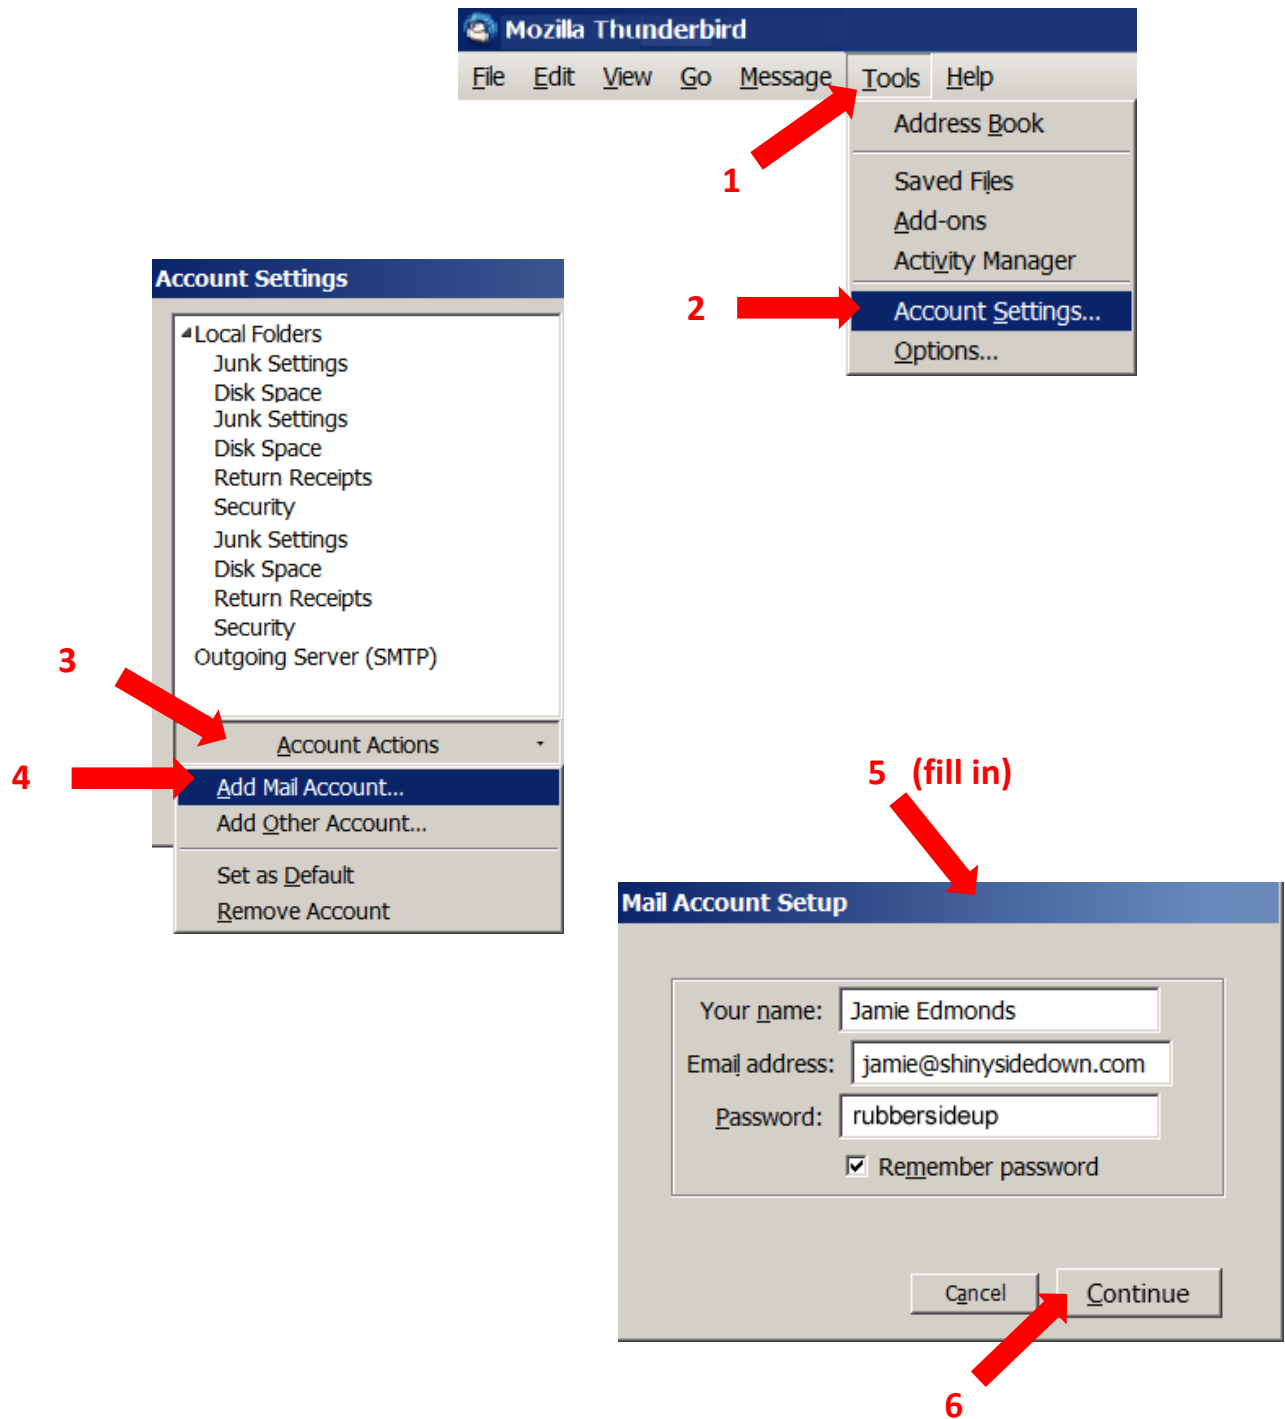 Mozilla Thunderbird
File Edit View Go Message Tools Help
Address Book
1
Saved Files
Add-ons
Activity Manager
2
Account Settings...
Options...
Account Settings
Local Folders
Junk Settings
Disk Space
Junk Settings
Disk Space
Return Receipts
Security
Junk Settings
Disk Space
Return Receipts
Security
Outgoing Server (SMTP)
3
Account Actions
4
Add Mail Account...
Add Other Account...
Set as Default
Remove Account
5 (fill in)
Mail Account Setup
Your name: Jamie Edmonds
Email address: jamie@shinysidedown.com
Password: rubbersideup
Remember password
Cancel Continue
6